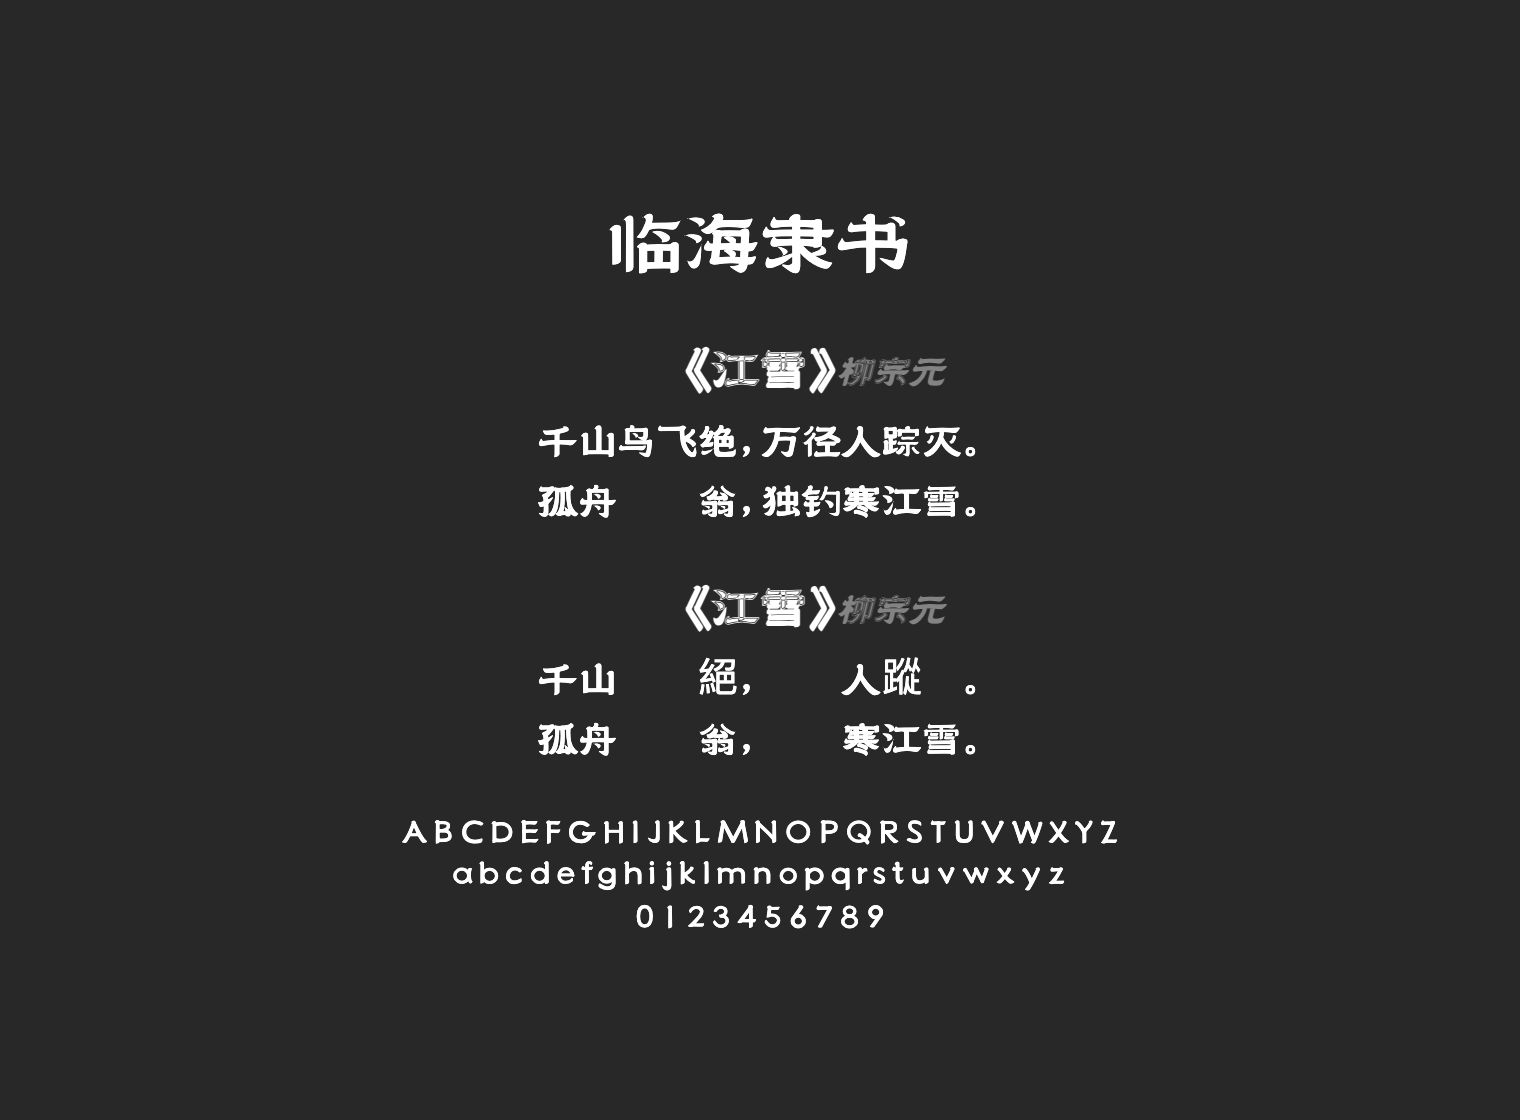 临海隶书
《江雪》柳宗元
千山鸟飞绝，万径人踪灭。
孤舟　　翁，独钓寒江雪。
《江雪》柳宗元
千山　　絕，　　人蹤　。
孤舟　　翁，　　寒江雪。
ABCDEFGHIJKLMNOPQRSTUVWXYZ
abcdefghijklmnopqrstuvwxyz
0123456789